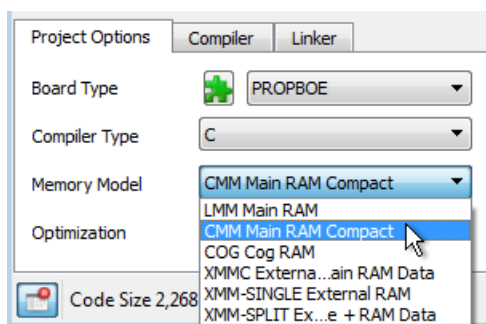 Project Options Compiler Linker
Board Type PROPBOE
Compiler Type C
Memory Model CMM Main RAM Compact
LMM Main RAM
Optimization CMM Main RAM Compact
COG Cog RAM
XMMC Externa...ain RAM Data
Code Size 2,268 XMM-SINGLE External RAM
XMM-SPLIT Ex...e + RAM Data